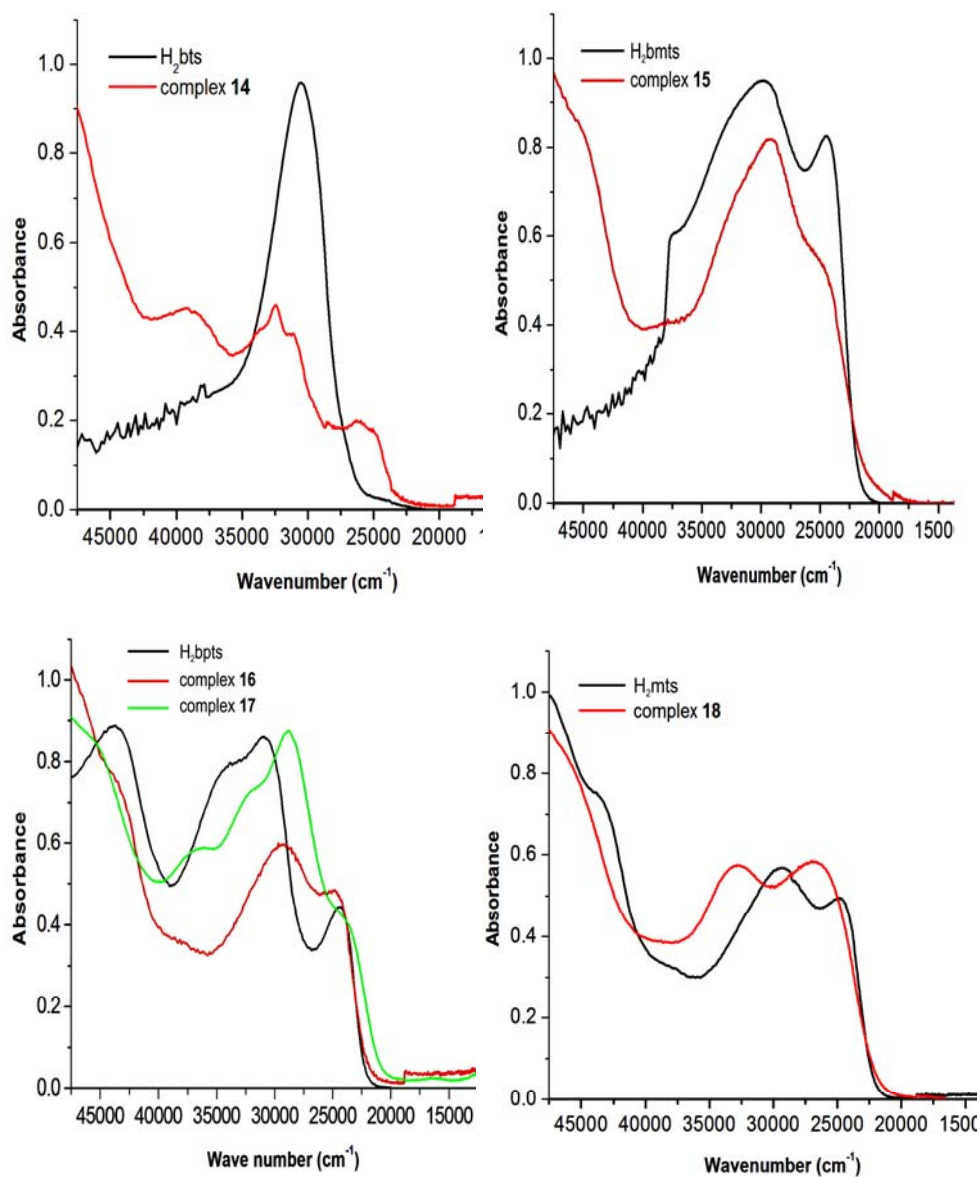 H₂bts
complex 14
1.0
0.8
0.6
0.4
0.2
0.0
Absorbance
45000 40000 35000 30000 25000 20000 1
Wavenumber (cm⁻¹)
H₂bmts
complex 15
1.0
0.8
0.6
0.4
0.2
0.0
Absorbance
45000 40000 35000 30000 25000 20000 1500
Wavenumber (cm⁻¹)
H₂bpts
complex 16
complex 17
1.0
0.8
0.6
0.4
0.2
0.0
Absorbance
45000 40000 35000 30000 25000 20000 15000
Wave number (cm⁻¹)
H₂mts
complex 18
1.0
0.8
0.6
0.4
0.2
0.0
Absorbance
45000 40000 35000 30000 25000 20000 1500
Wavenumber (cm⁻¹)